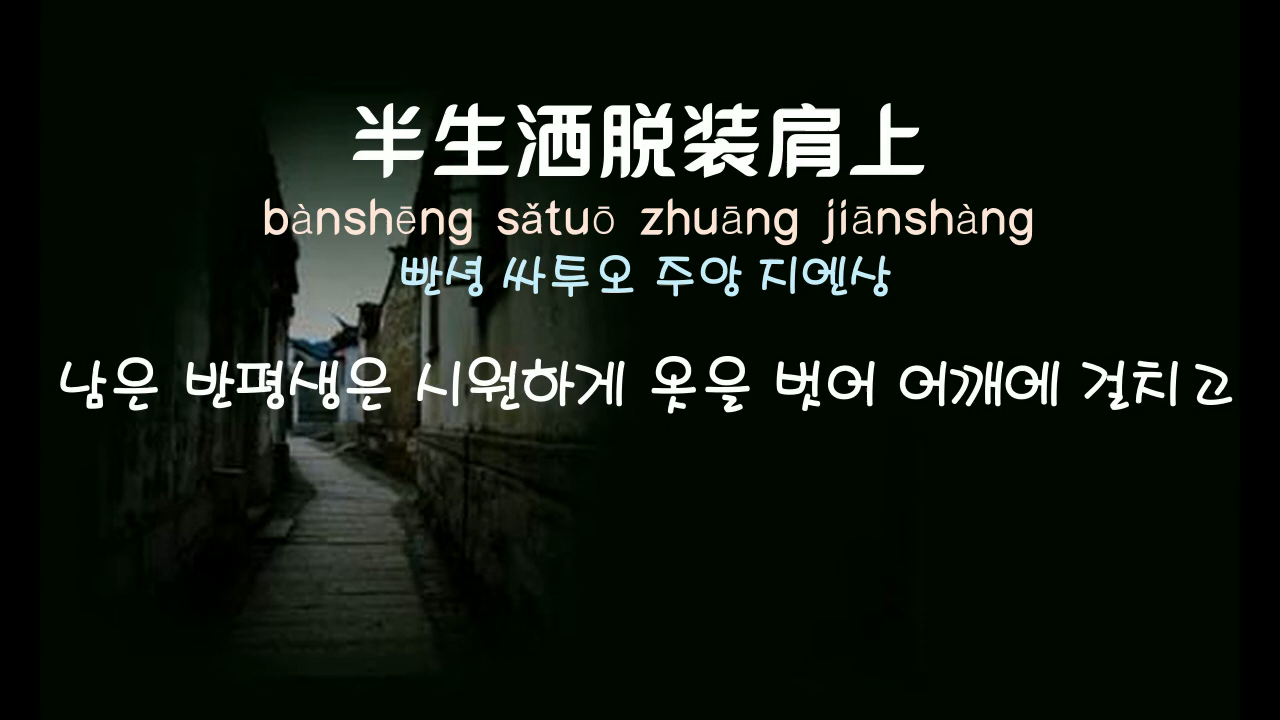 半生洒脱装肩上
bànshēng sǎtuō zhuāng jiānshàng
빤셩 싸투오 주앙 지엔샹
남은 반평생은 시원하게 옷을 벗어 어깨에 걸치고